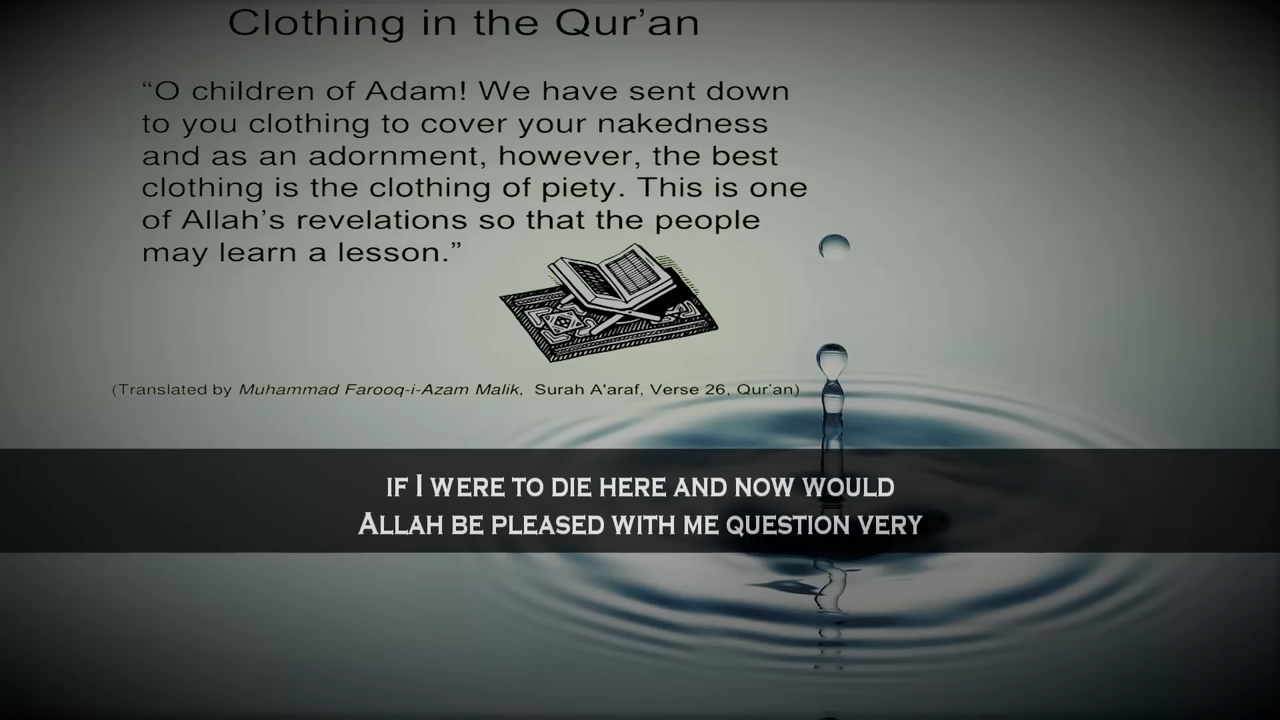 Clothing in the Qur’an
“O children of Adam! We have sent down
to you clothing to cover your nakedness
and as an adornment, however, the best
clothing is the clothing of piety. This is one
of Allah’s revelations so that the people
may learn a lesson.”
(Translated by Muhammad Farooq-i-Azam Malik, Surah A'araf, Verse 26, Qur’an)
IF I WERE TO DIE HERE AND NOW WOULD
ALLAH BE PLEASED WITH ME QUESTION VERY